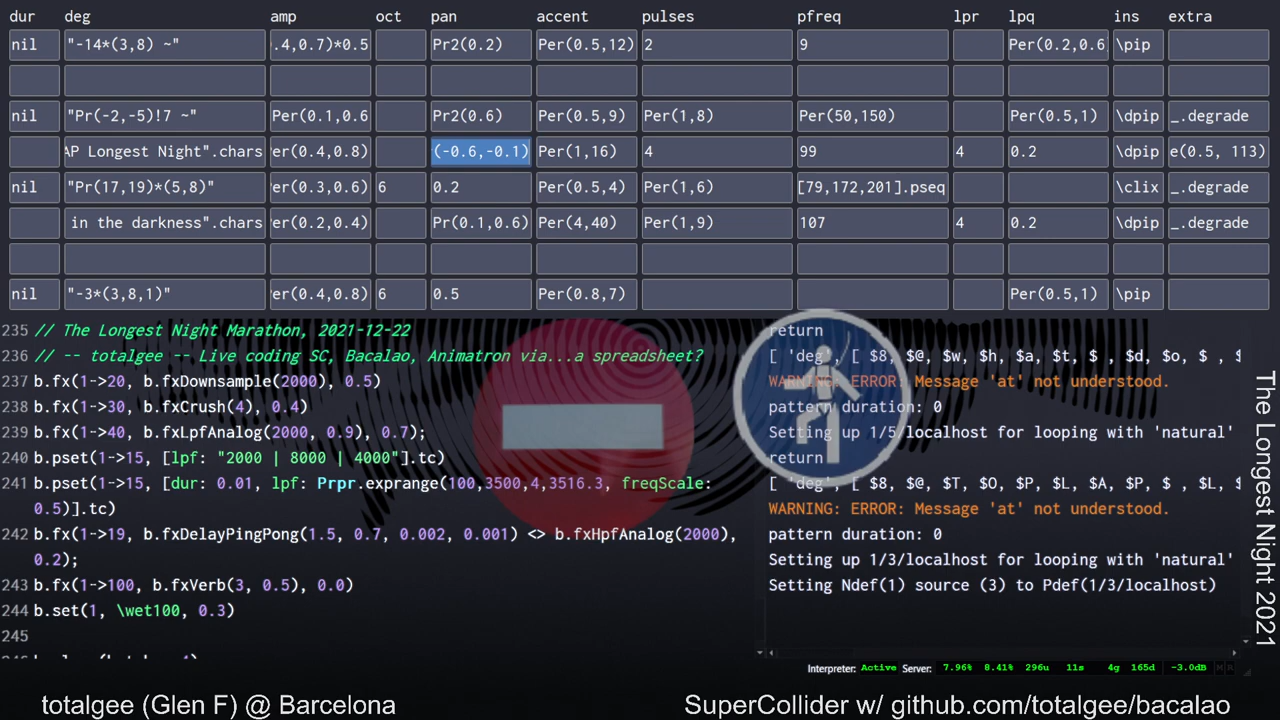 dur deg amp oct pan accent pulses pfreq lpr lpq ins extra
nil "-14*(3,8) ~" .4,0.7)*0.5 Pr2(0.2) Per(0.5,12) 2 9 Per(0.2,0.6 \pip
nil "Pr(-2,-5)!7 ~" Per(0.1,0.6 Pr2(0.6) Per(0.5,9) Per(1,8) Per(50,150) Per(0.5,1) \dpip _.degrade
AP Longest Night".chars er(0.4,0.8) (-0.6,-0.1) Per(1,16) 4 99 4 0.2 \dpip e(0.5, 113)
nil "Pr(17,19)*(5,8)" er(0.3,0.6) 6 0.2 Per(0.5,4) Per(1,6) [79,172,201].pseq \clix _.degrade
in the darkness".chars er(0.2,0.4) Pr(0.1,0.6) Per(4,40) Per(1,9) 107 4 0.2 \dpip _.degrade
nil "-3*(3,8,1)" er(0.4,0.8) 6 0.5 Per(0.8,7) Per(0.5,1) \pip
235 // The Longest Night Marathon, 2021-12-22
236 // -- totalgee -- Live coding SC, Bacalao, Animatron via...a spreadsheet?
237 b.fx(1->20, b.fxDownsample(2000), 0.5)
238 b.fx(1->30, b.fxCrush(4), 0.4)
239 b.fx(1->40, b.fxLpfAnalog(2000, 0.9), 0.7);
240 b.pset(1->15, [lpf: "2000 | 8000 | 4000"].tc)
241 b.pset(1->15, [dur: 0.01, lpf: Prpr.exprange(100,3500,4,3516.3, freqScale:
0.5)].tc)
242 b.fx(1->19, b.fxDelayPingPong(1.5, 0.7, 0.002, 0.001) <> b.fxHpfAnalog(2000),
0.2);
243 b.fx(1->100, b.fxVerb(3, 0.5), 0.0)
244 b.set(1, \wet100, 0.3)
245
return
[ 'deg', [ $8, $@, $w, $h, $a, $t, $ , $d, $o, $ , $
WARNING: ERROR: Message 'at' not understood.
pattern duration: 0
Setting up 1/5/localhost for looping with 'natural'
return
[ 'deg', [ $8, $@, $T, $O, $P, $L, $A, $P, $ , $L, $
WARNING: ERROR: Message 'at' not understood.
pattern duration: 0
Setting up 1/3/localhost for looping with 'natural'
Setting Ndef(1) source (3) to Pdef(1/3/localhost)
Interpreter: Active Server: 7.96% 8.41% 296u 11s 4g 165d -3.0dB M R
The Longest Night 2021
totalgee (Glen F) @ Barcelona
SuperCollider w/ github.com/totalgee/bacalao